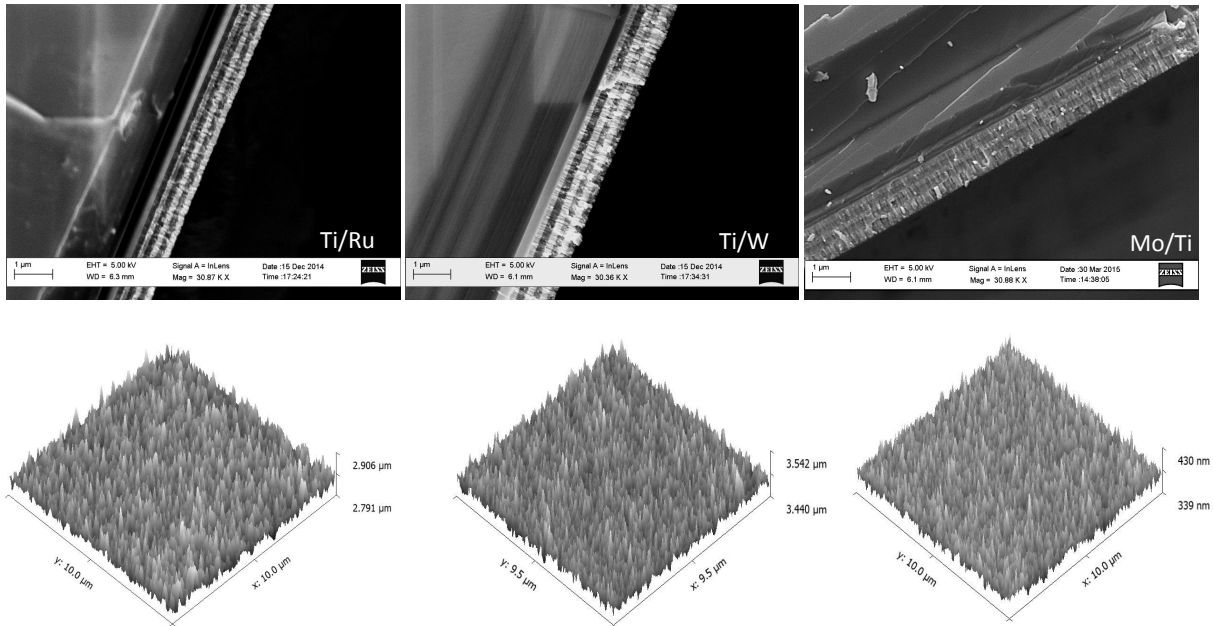 Ti/Ru
1 µm
EHT = 5.00 kV
WD = 6.3 mm
Signal A = InLens
Mag = 30.87 K X
Date :15 Dec 2014
Time :17:24:21
ZEISS
Ti/W
1 µm
EHT = 5.00 kV
WD = 6.1 mm
Signal A = InLens
Mag = 30.36 K X
Date :15 Dec 2014
Time :17:34:31
ZEISS
Mo/Ti
1 µm
EHT = 5.00 kV
WD = 6.1 mm
Signal A = InLens
Mag = 30.88 K X
Date :30 Mar 2015
Time :14:38:05
ZEISS
2.906 µm
2.791 µm
y: 10.0 µm
x: 10.0 µm
3.542 µm
3.440 µm
y: 9.5 µm
x: 9.5 µm
430 nm
339 nm
y: 10.0 µm
x: 10.0 µm